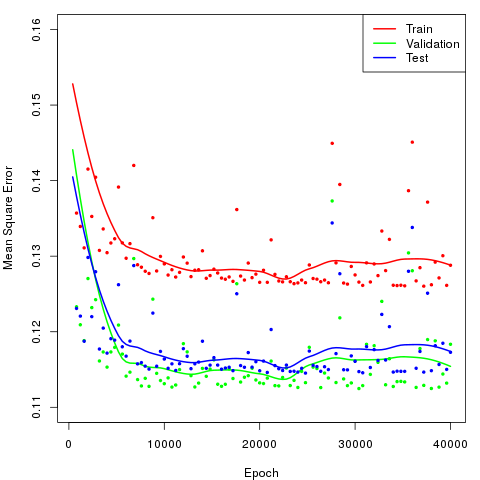 Train
Validation
Test
0.16
0.15
0.14
0.13
0.12
0.11
Mean Square Error
0
10000
20000
30000
40000
Epoch